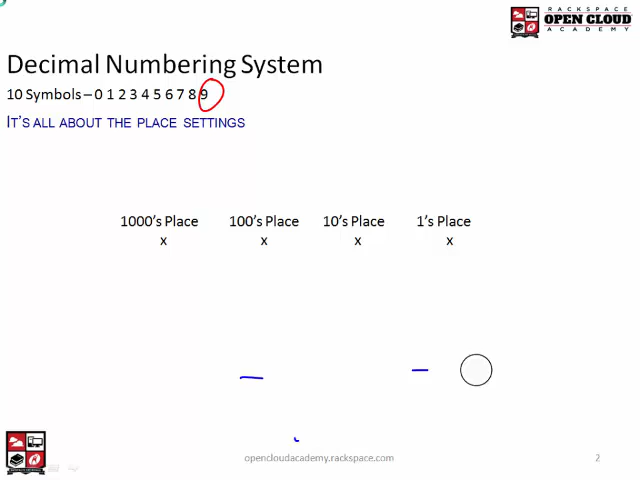 RACKSPACE
OPEN CLOUD
ACADEMY
Decimal Numbering System
10 Symbols – 0 1 2 3 4 5 6 7 8 9
IT'S ALL ABOUT THE PLACE SETTINGS
1000's Place 100's Place 10's Place 1's Place
x x x x
opencloudacademy.rackspace.com 2